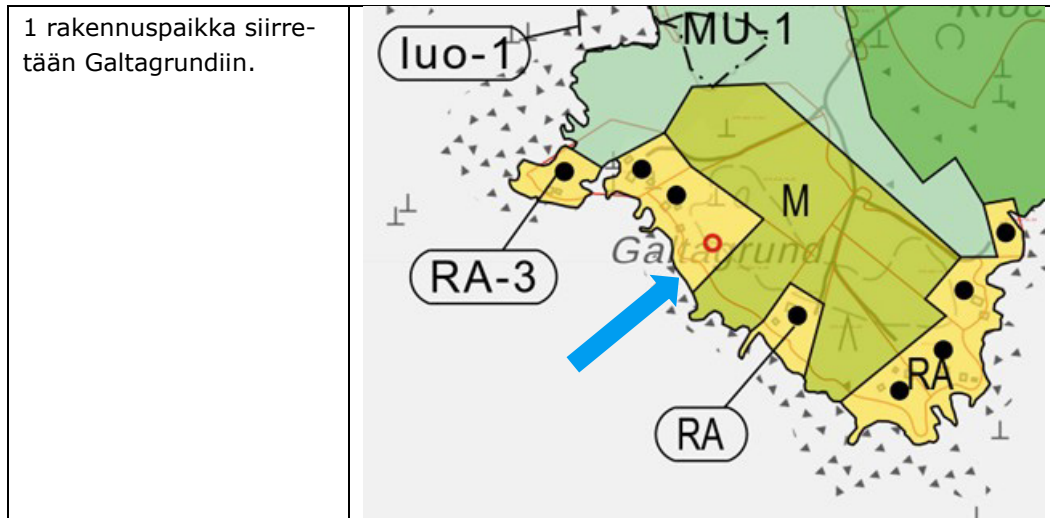 1 rakennuspaikka siirre-
tään Galtagrundiin.
luo-1
MU-1
M
Galtagrund
RA-3
RA
RA